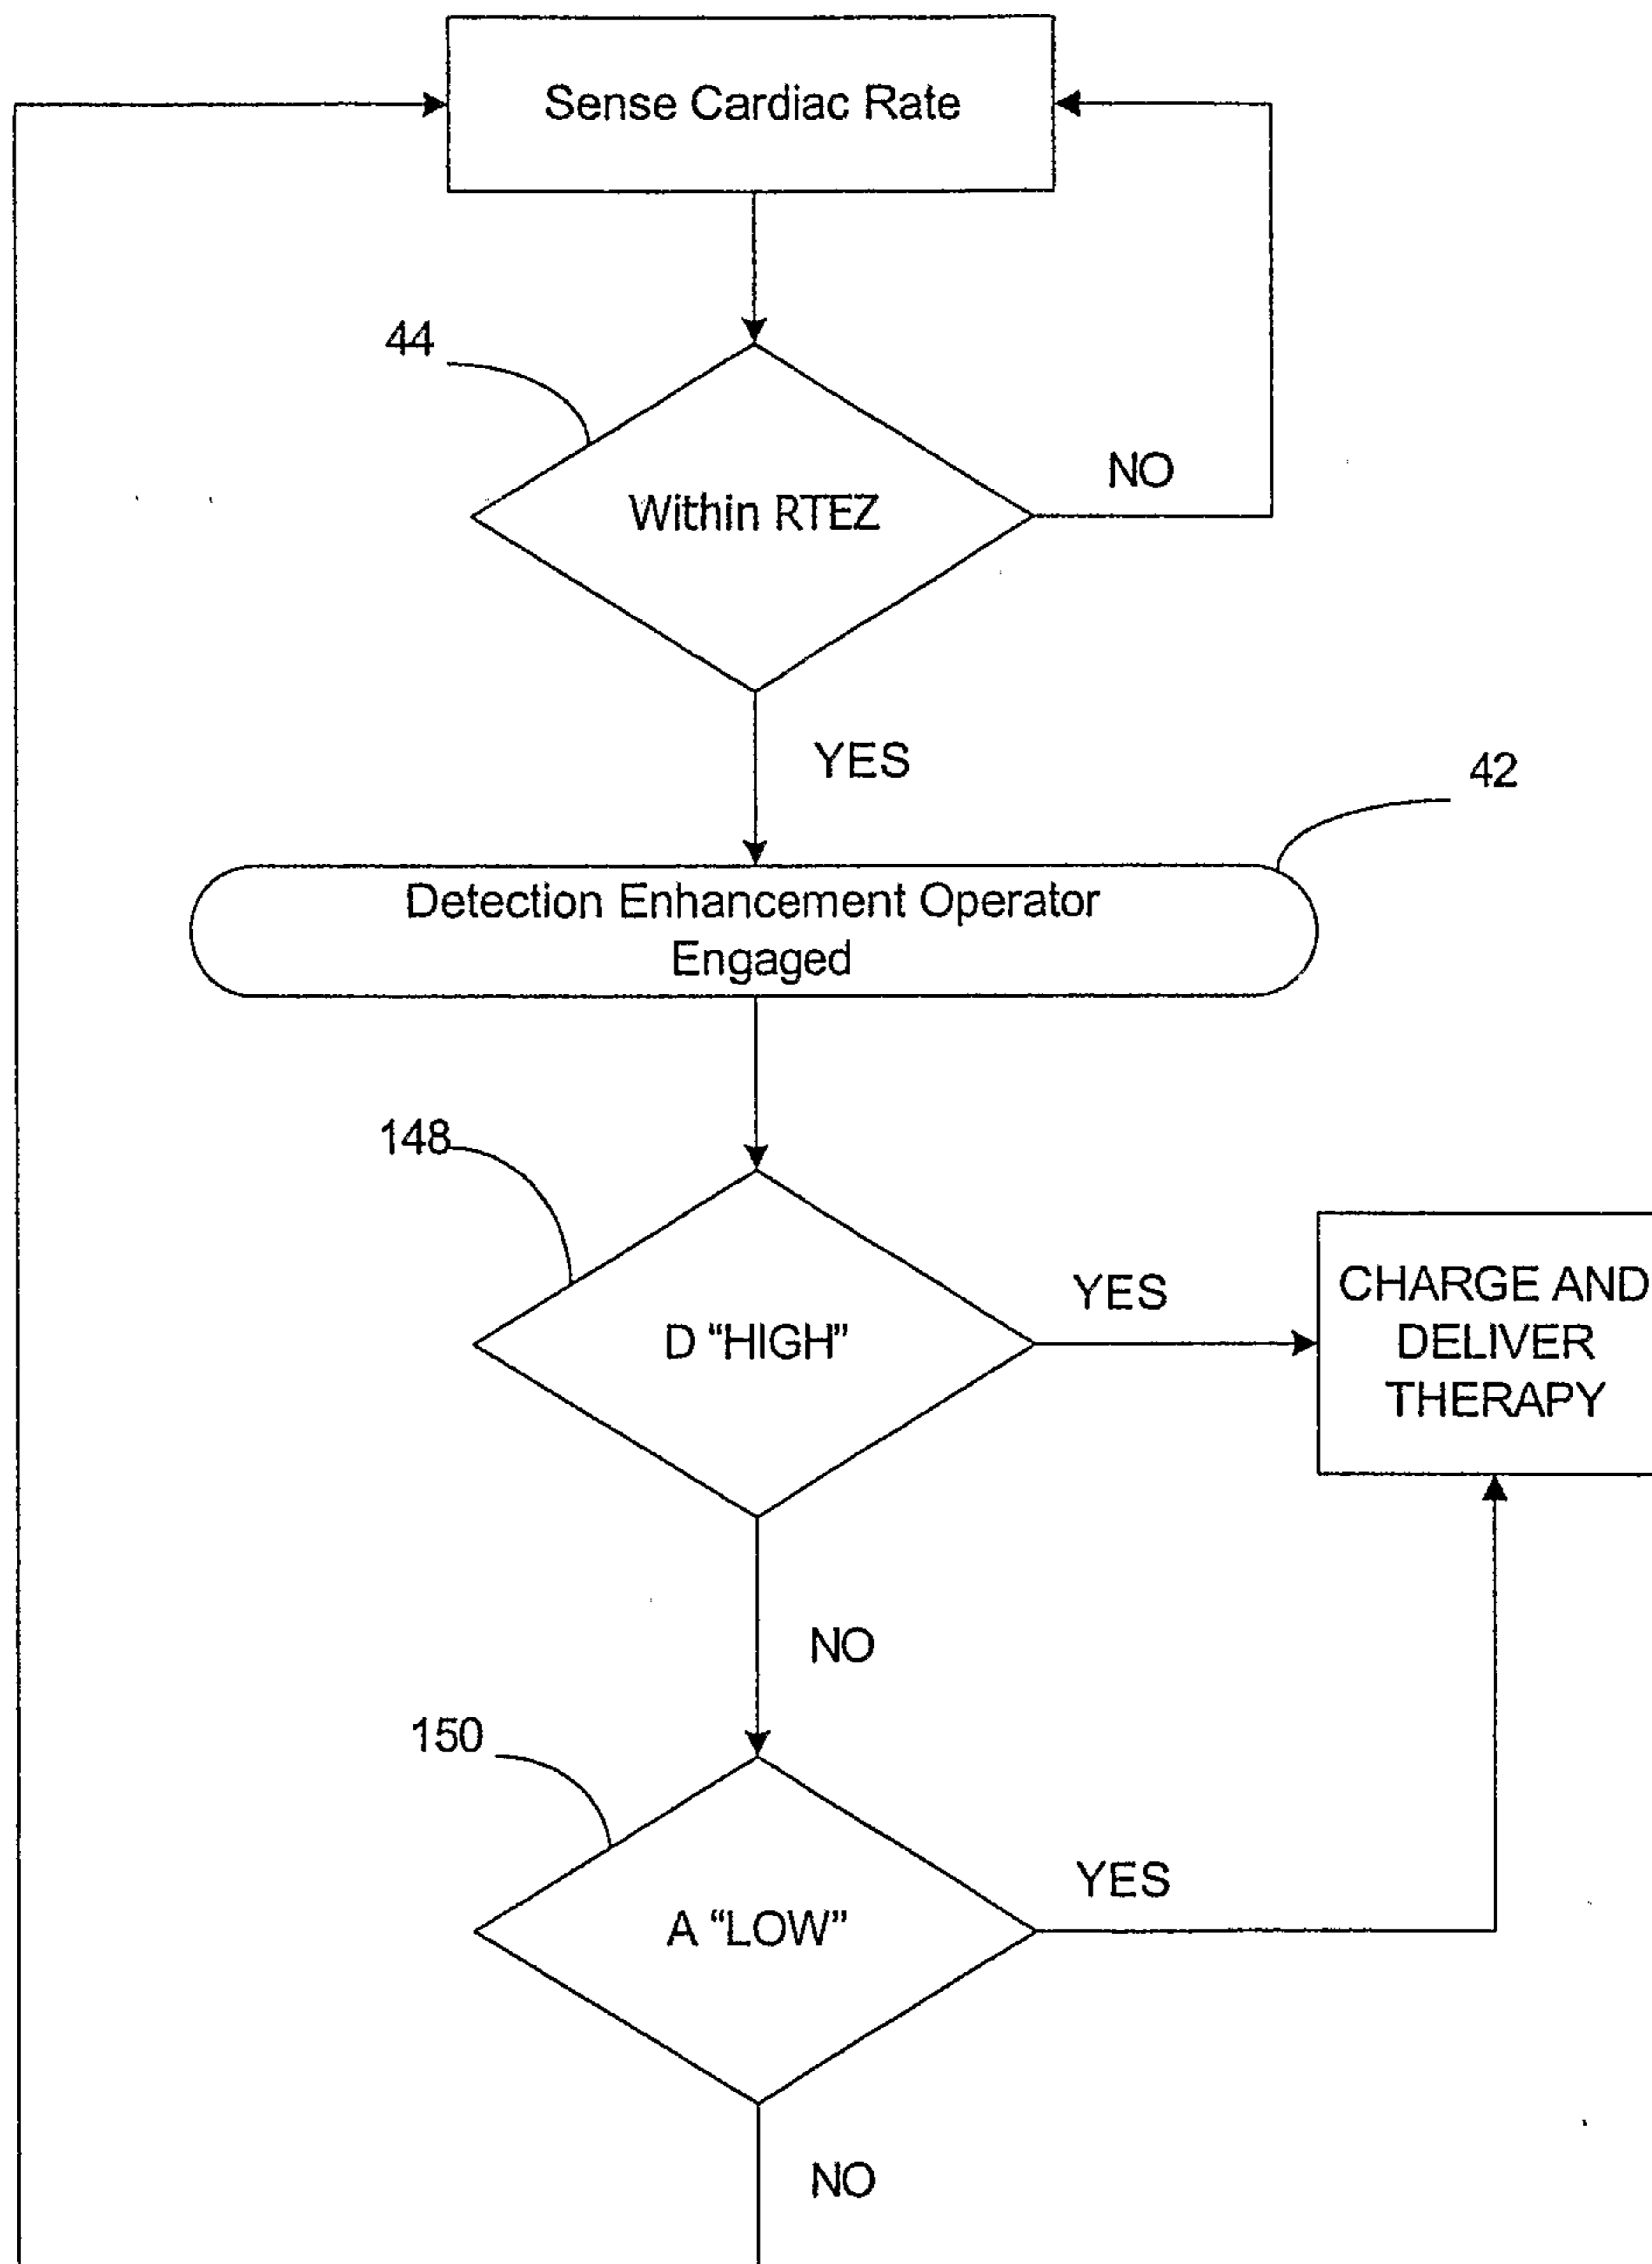 Sense Cardiac Rate
44
Within RTEZ
NO
YES
42
Detection Enhancement Operator
Engaged
148
D “HIGH”
YES
CHARGE AND
DELIVER
THERAPY
NO
150
A “LOW”
YES
NO